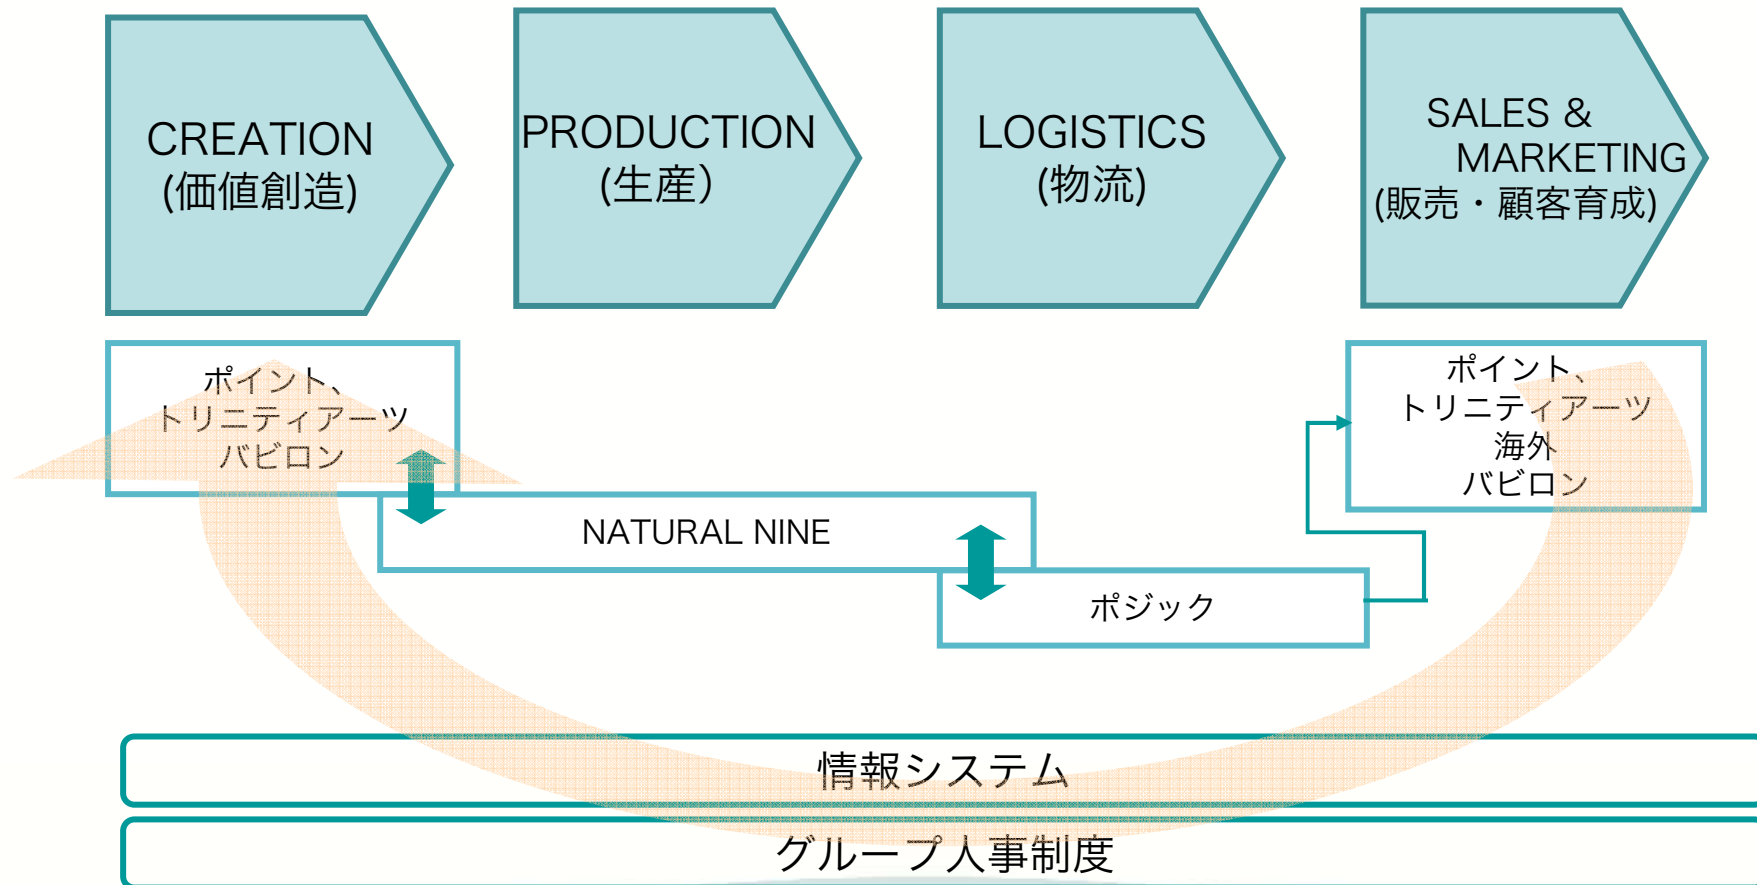 CREATION
(価値創造)
PRODUCTION
(生産）
LOGISTICS
(物流)
SALES &
MARKETING
(販売・顧客育成)
ポイント、
トリニティアーツ
バビロン
ポイント、
トリニティアーツ
海外
バビロン
NATURAL NINE
ポジック
情報システム
グループ人事制度